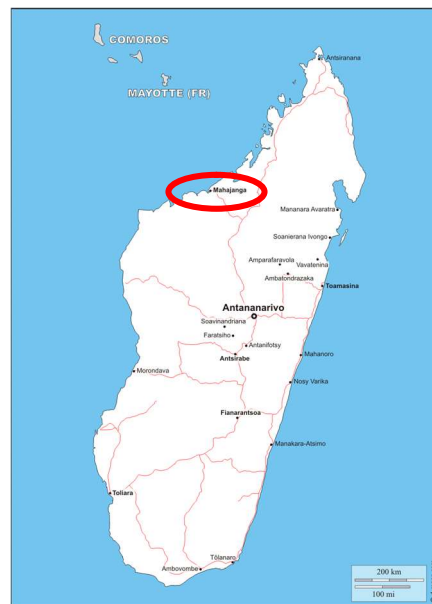 COMOROS
Antsiranana
MAYOTTE (FR)
Mahajanga
Mananara Avaratra
Soanierana Ivongo
Amparafaravola
Vavatenina
Ambatondrazaka
Toamasina
Antananarivo
Soavinandriana
Faratsiho
Antanifotsy
Antsirabe
Mahanoro
Morondava
Nosy Varika
Fianarantsoa
Manakara-Atsimo
Toliara
Tôlanaro
Ambovombe
200 km
100 mi